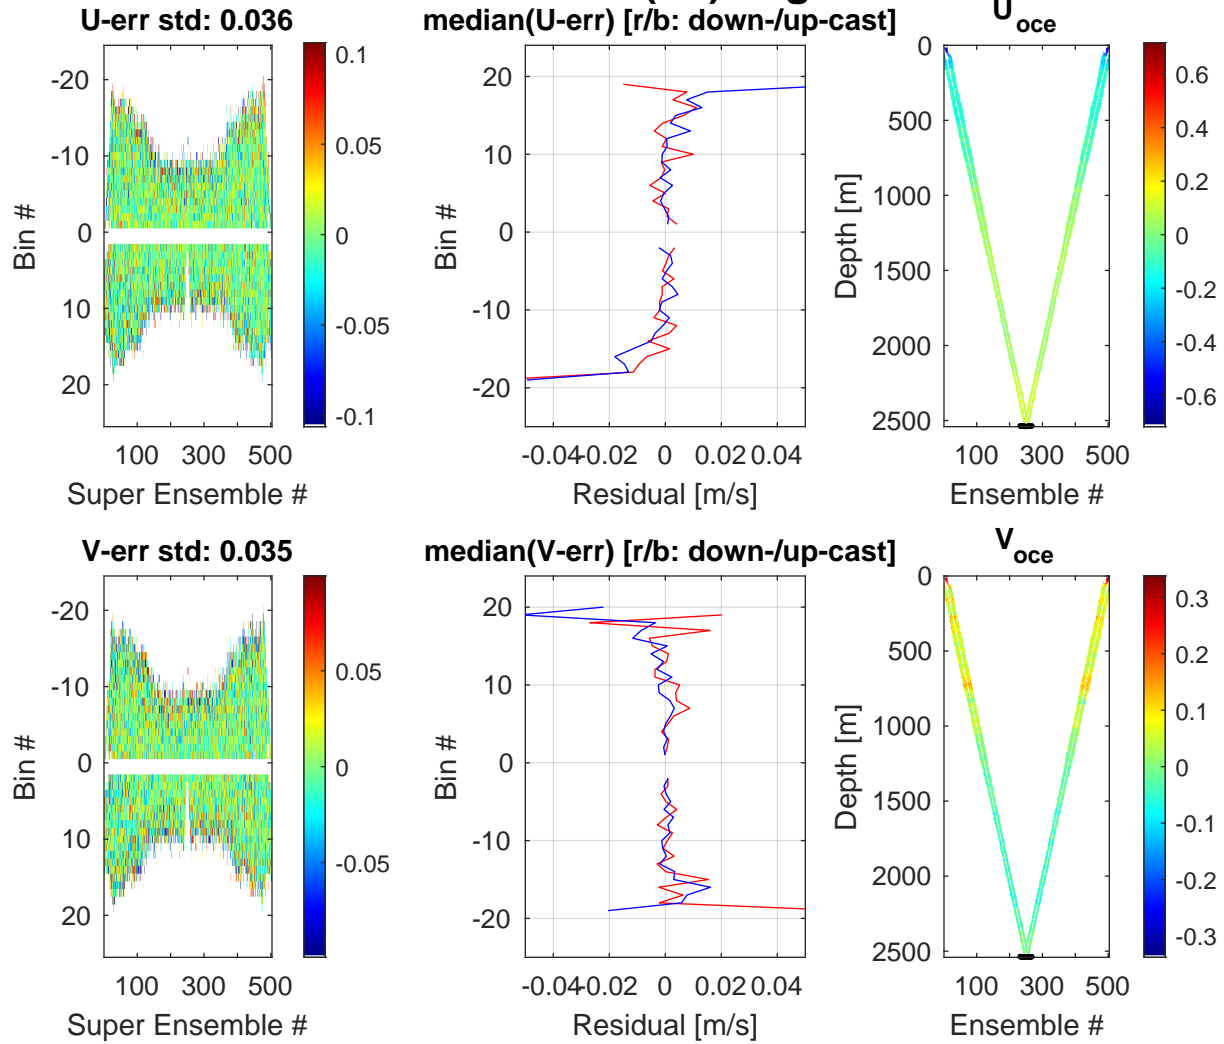 U-err std: 0.036
median(U-err) [r/b: down-/up-cast]
U oce
-20
-10
0
10
20
Bin #
100 300 500
Super Ensemble #
0.1
0.05
0
-0.05
-0.1
20
10
0
-10
-20
Bin #
-0.04 -0.02 0 0.02 0.04
Residual [m/s]
0
500
1000
1500
2000
2500
Depth [m]
0 100 300 500
Ensemble #
0.6
0.4
0.2
0
-0.2
-0.4
-0.6
V-err std: 0.035
median(V-err) [r/b: down-/up-cast]
V oce
-20
-10
0
10
20
Bin #
100 300 500
Super Ensemble #
0.05
0
-0.05
20
10
0
-10
-20
Bin #
-0.04 -0.02 0 0.02 0.04
Residual [m/s]
0
500
1000
1500
2000
2500
Depth [m]
0 100 300 500
Ensemble #
0.3
0.2
0.1
0
-0.1
-0.2
-0.3